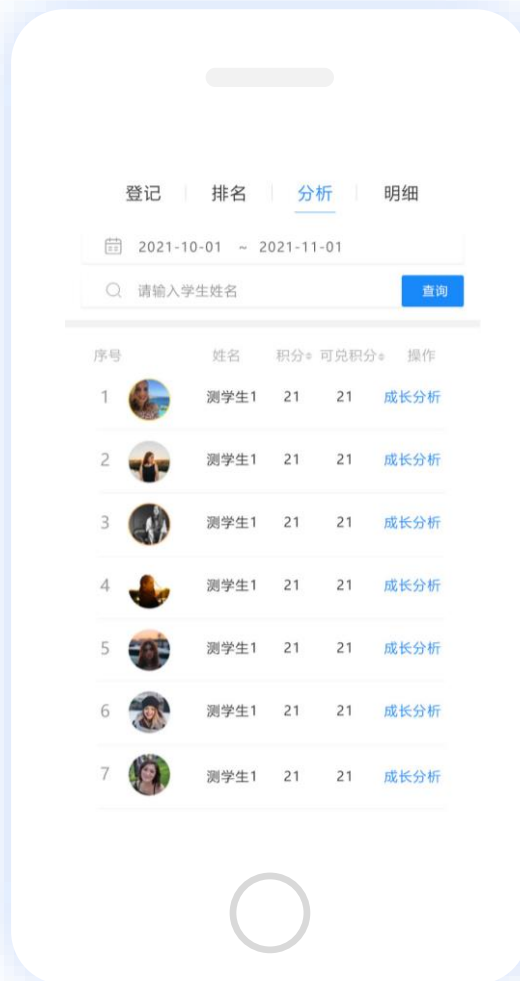 登记 排名 分析 明细
2021-10-01 ~ 2021-11-01
请输入学生姓名 查询
序号 姓名 积分 可兑积分 操作
1 测学生1 21 21 成长分析
2 测学生1 21 21 成长分析
3 测学生1 21 21 成长分析
4 测学生1 21 21 成长分析
5 测学生1 21 21 成长分析
6 测学生1 21 21 成长分析
7 测学生1 21 21 成长分析